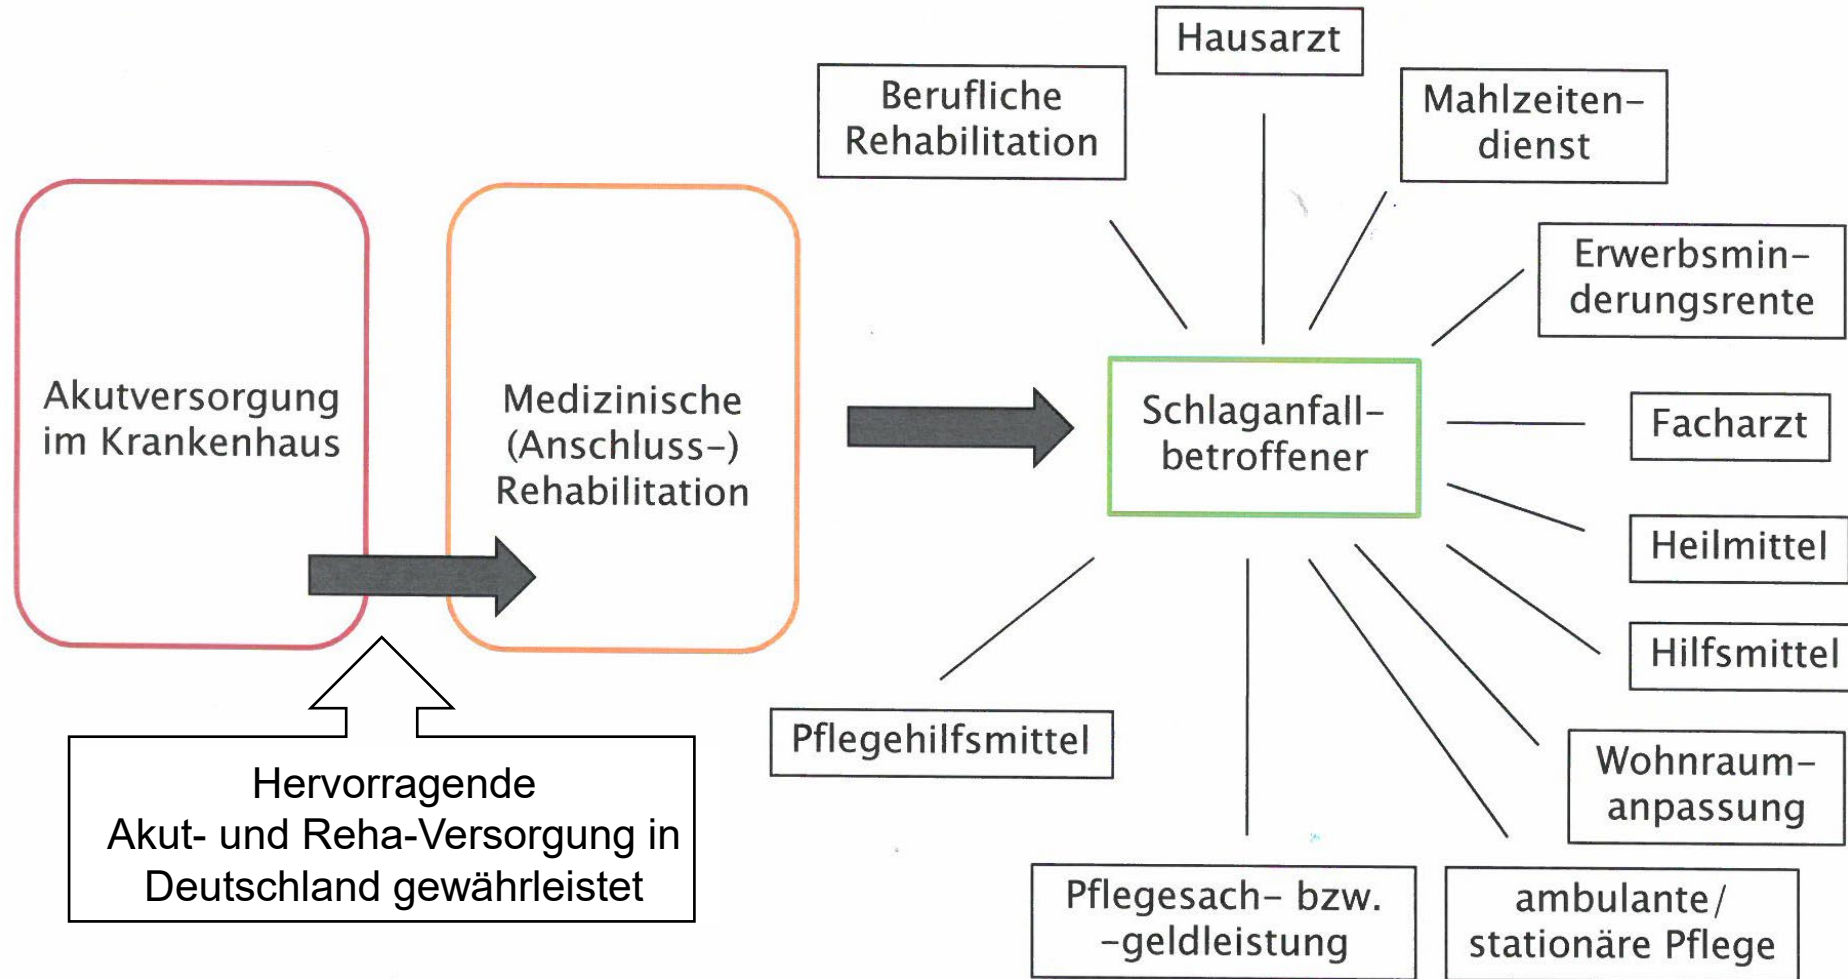 Hausarzt
Berufliche
Rehabilitation
Mahlzeiten-
dienst
Erwerbsmin-
derungsrente
Akutversorgung
im Krankenhaus
Medizinische
(Anschluss-)
Rehabilitation
Schlaganfall-
betroffener
Facharzt
Heilmittel
Hilfsmittel
Pflegehilfsmittel
Wohnraum-
anpassung
Hervorragende
Akut- und Reha-Versorgung in
Deutschland gewährleistet
Pflegesach- bzw.
-geldleistung
ambulante/
stationäre Pflege